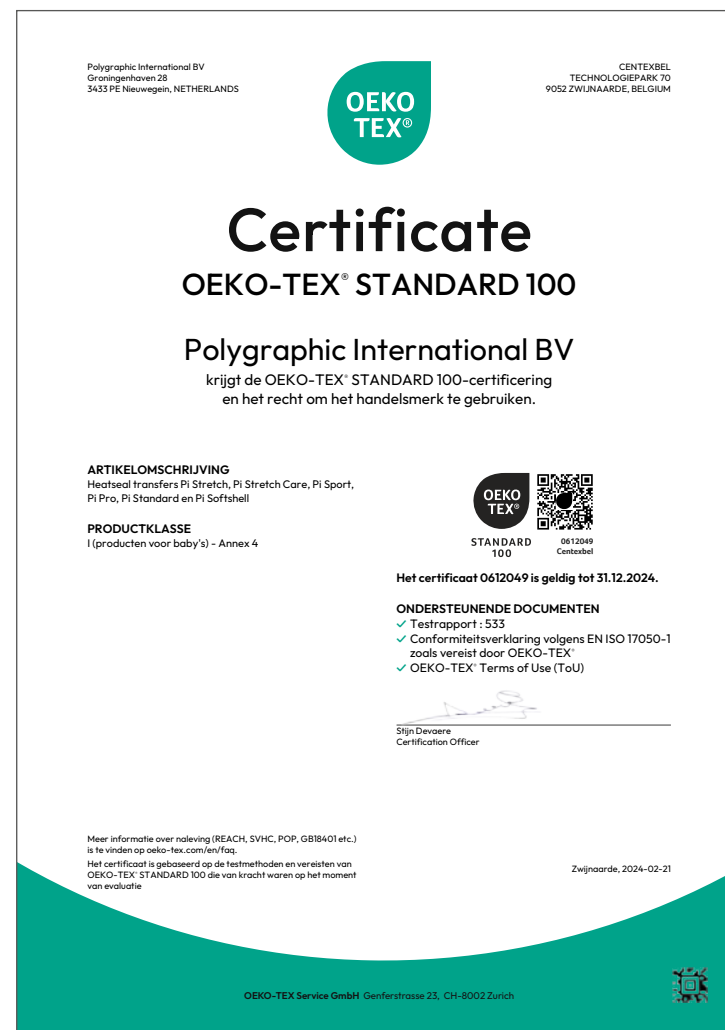 Polygraphic International BV
Groningenhaven 28
3433 PE Nieuwegein, NETHERLANDS
CENTEXBEL
TECHNOLOGIEPARK 70
9052 ZWIJNAARDE, BELGIUM
OEKO
TEX®
Certificate
OEKO-TEX® STANDARD 100
Polygraphic International BV
krijgt de OEKO-TEX® STANDARD 100-certificering
en het recht om het handelsmerk te gebruiken.
ARTIKELOMSCHRIJVING
Heatseal transfers Pi Stretch, Pi Stretch Care, Pi Sport,
Pi Pro, Pi Standard en Pi Softshell
PRODUCTKLASSE
I (producten voor baby's) - Annex 4
OEKO
TEX®
STANDARD
100
0612049
Centexbel
Het certificaat 0612049 is geldig tot 31.12.2024.
ONDERSTEUNENDE DOCUMENTEN
✓ Testrapport : 533
✓ Conformiteitsverklaring volgens EN ISO 17050-1
zoals vereist door OEKO-TEX®
✓ OEKO-TEX® Terms of Use (ToU)
Stijn Devaere
Certification Officer
Meer informatie over naleving (REACH, SVHC, POP, GB18401 etc.)
is te vinden op oeko-tex.com/en/faq.
Het certificaat is gebaseerd op de testmethoden en vereisten van
OEKO-TEX® STANDARD 100 die van kracht waren op het moment
van evaluatie
Zwijnaarde, 2024-02-21
OEKO-TEX Service GmbH Genferstrasse 23, CH-8002 Zurich